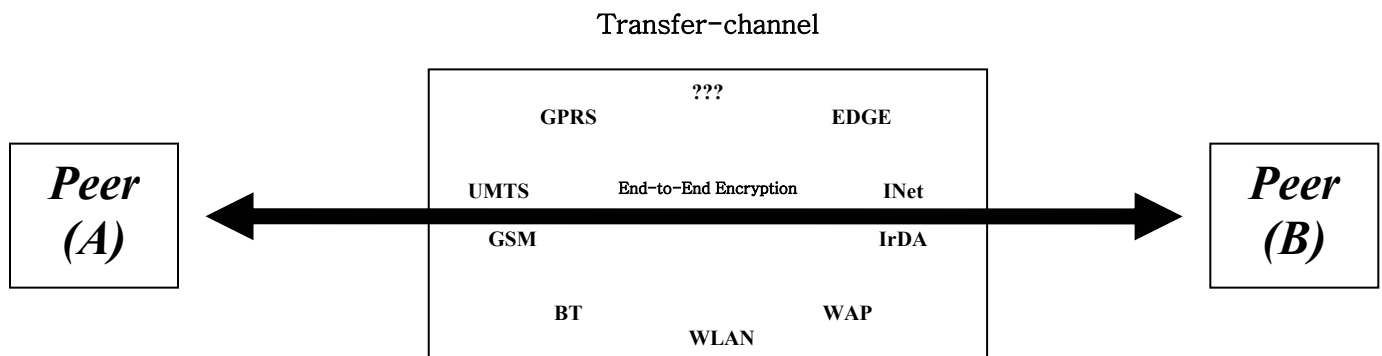 Transfer-channel
???
GPRS EDGE
Peer
(A)
UMTS End-to-End Encryption INet
GSM IrDA
BT WAP
WLAN
Peer
(B)